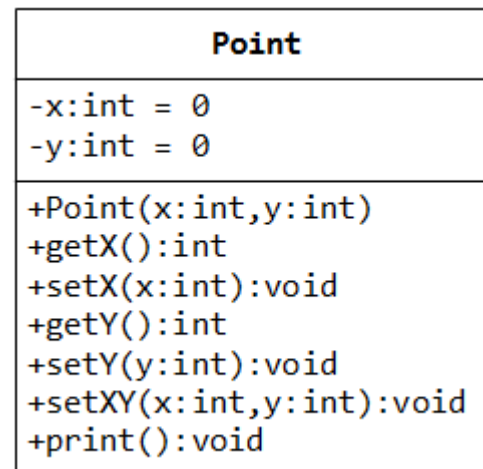 Point
-x:int = 0
-y:int = 0
+Point(x:int,y:int)
+getX():int
+setX(x:int):void
+getY():int
+setY(y:int):void
+setXY(x:int,y:int):void
+print():void